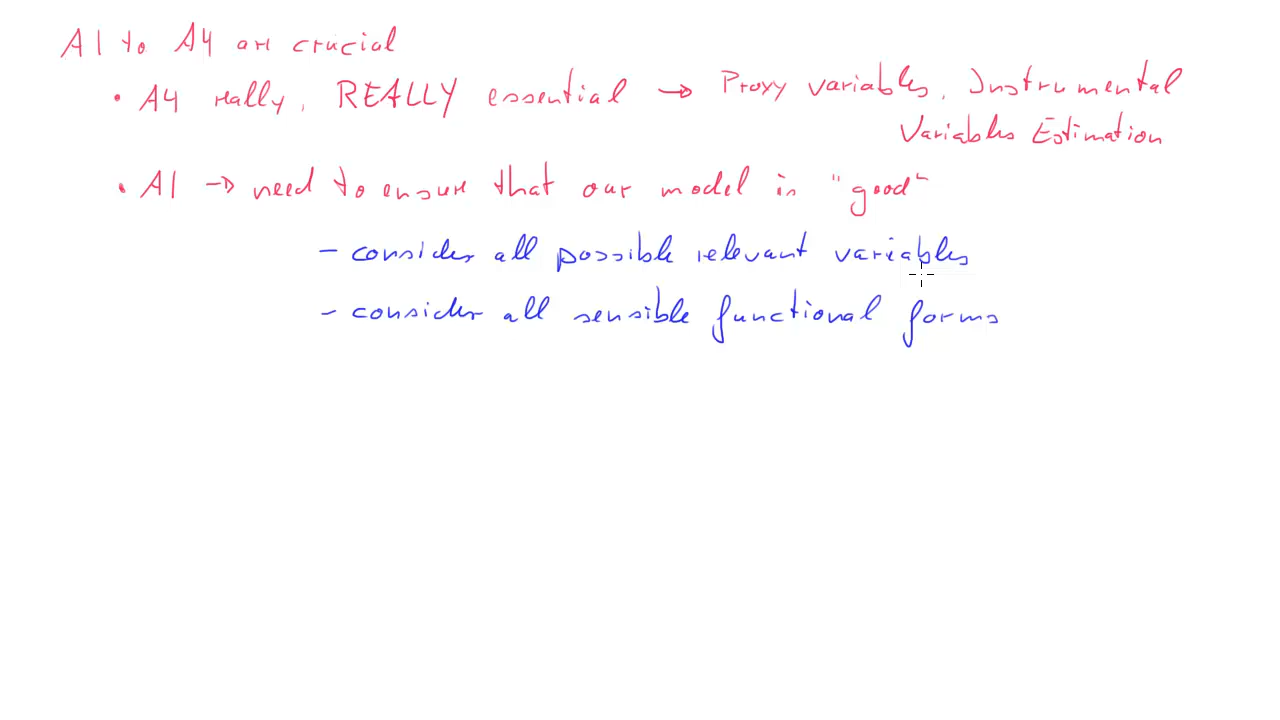 A1 to A4 are crucial
• A4 really, REALLY essential → Proxy variables, Instrumental
Variables Estimation
• A1 → need to ensure that our model is "good"
- consider all possible relevant variables
- consider all sensible functional forms